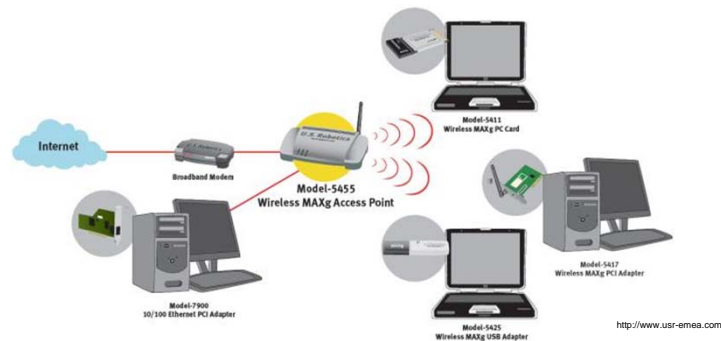 Internet
Broadband Modem
U.S. Robotics
Model-5455
Wireless MAXg Access Point
Model-5411
Wireless MAXg PC Card
Model-5417
Wireless MAXg PCI Adapter
Model-7900
10/100 Ethernet PCI Adapter
Model-5425
Wireless MAXg USB Adapter
http://www.usr-emea.com